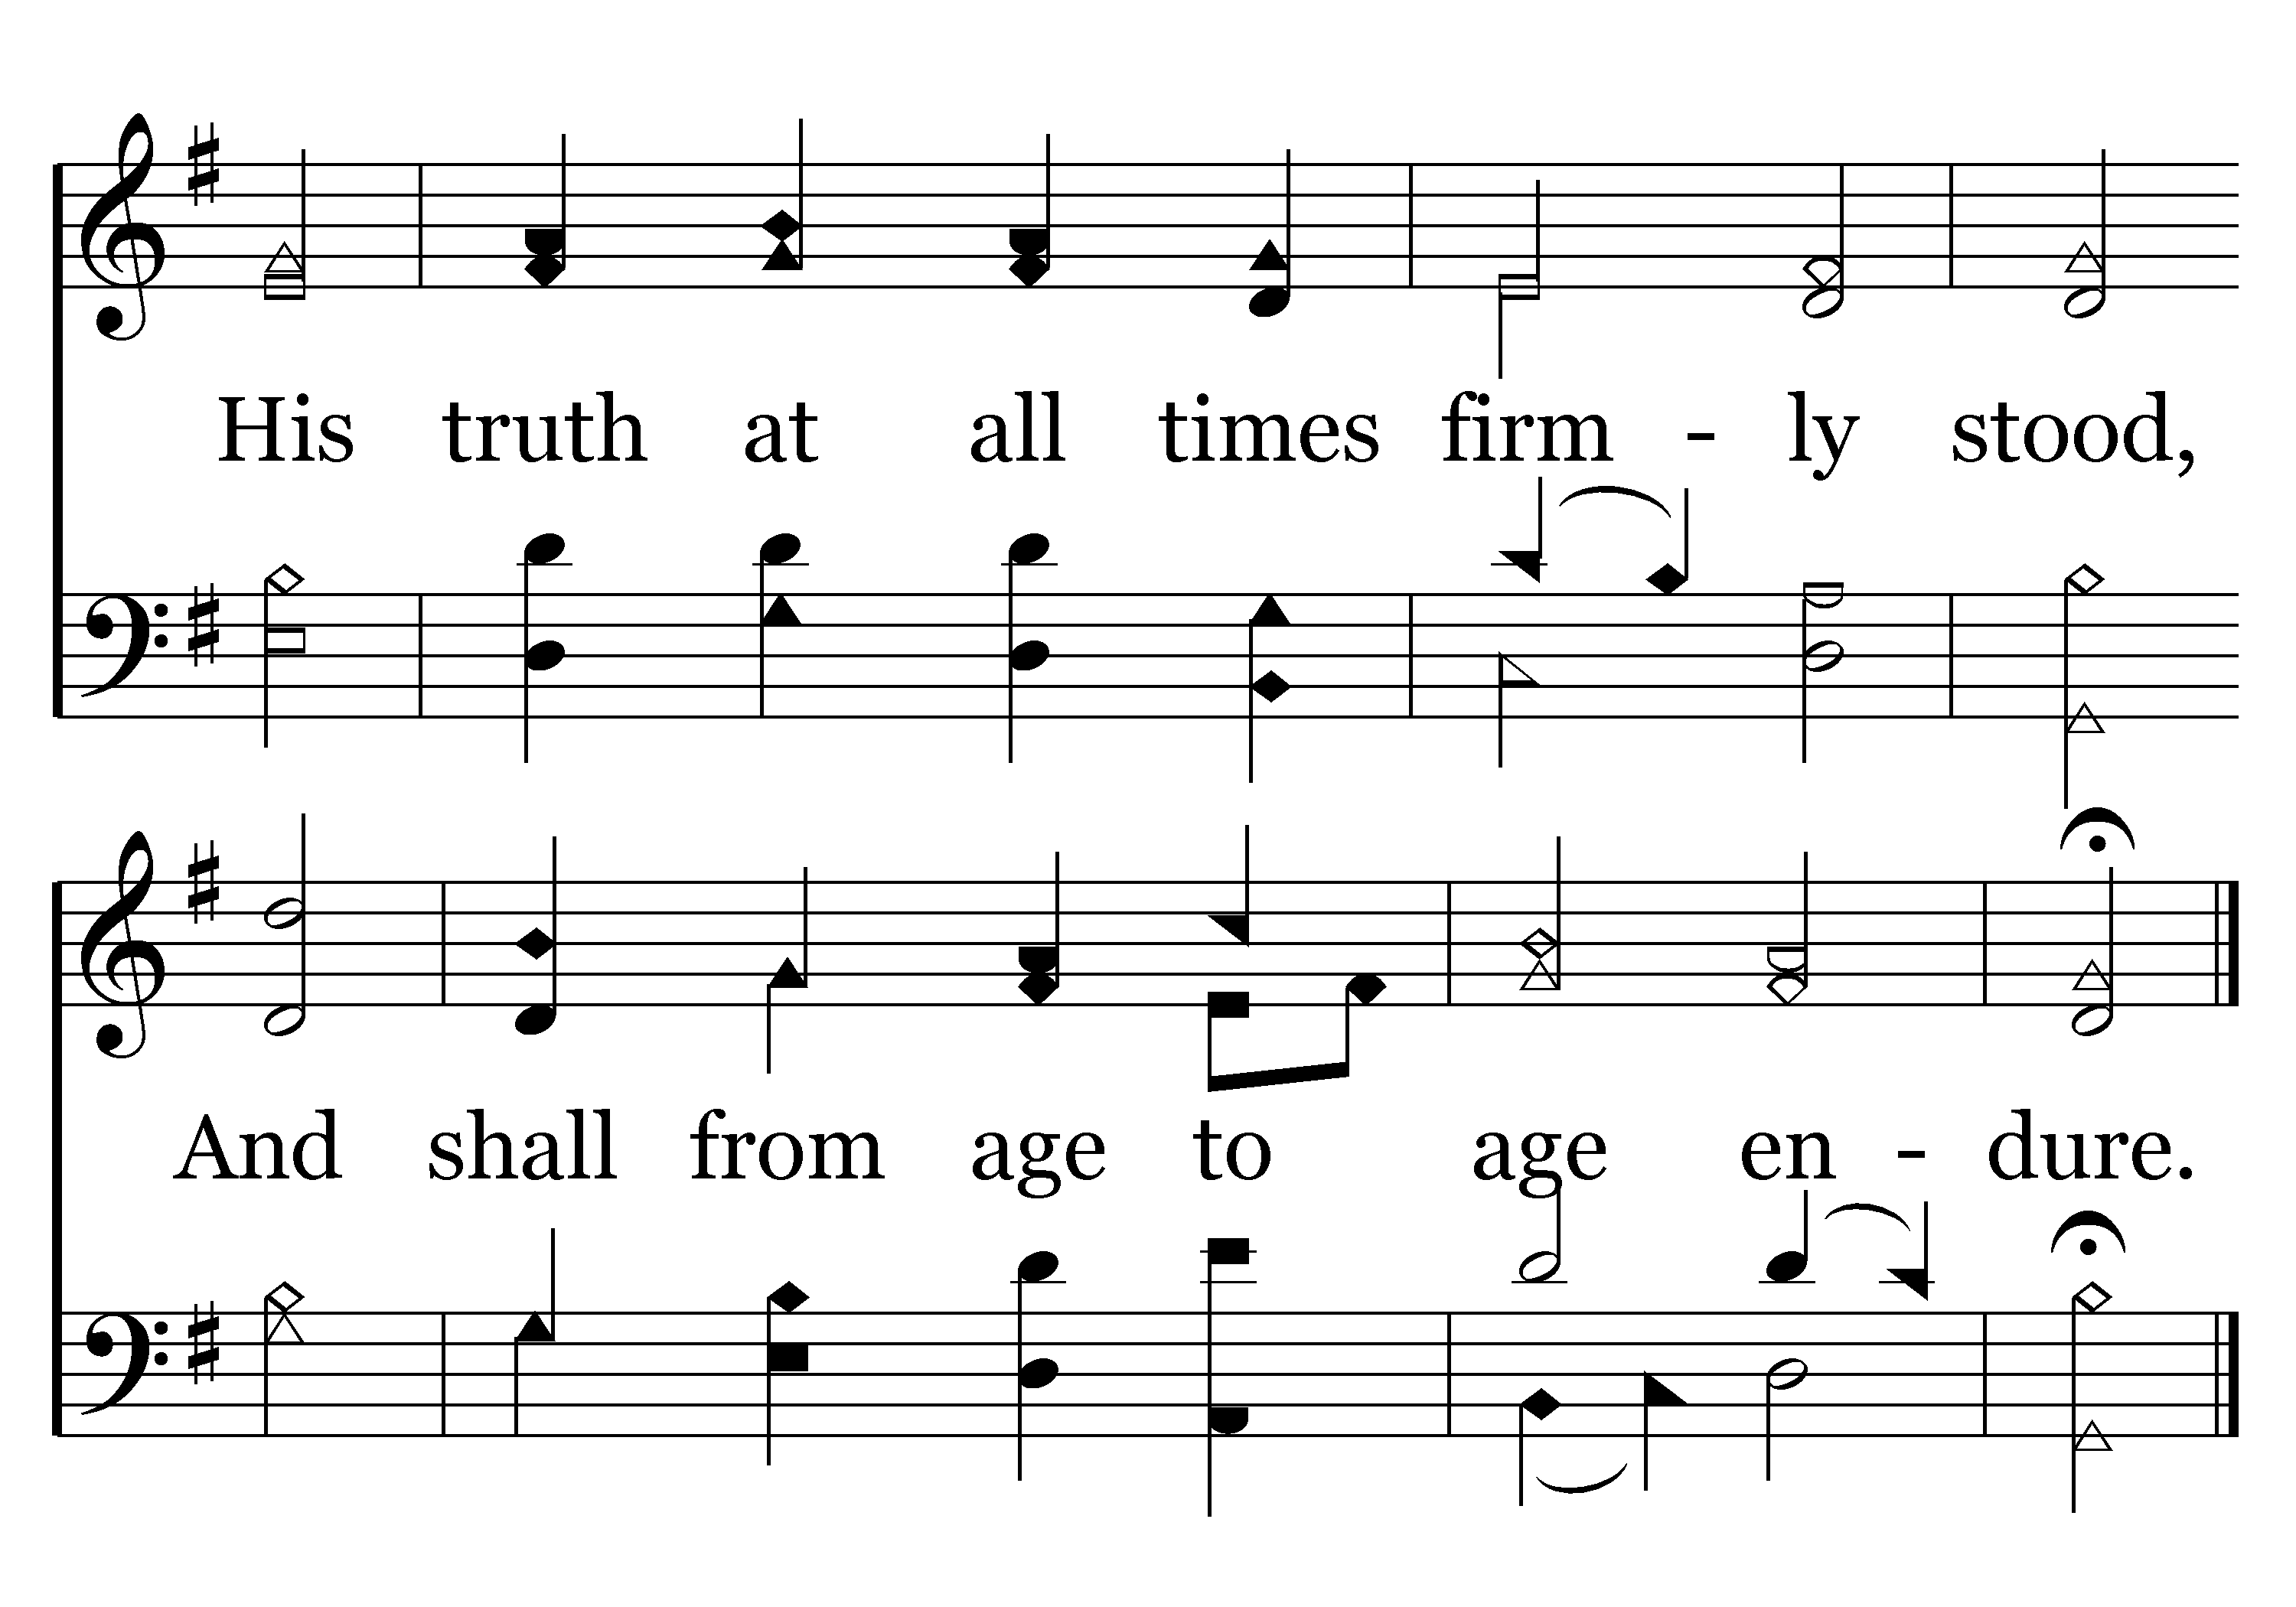 His truth at all times firm - ly stood,
And shall from age to age en - dure.